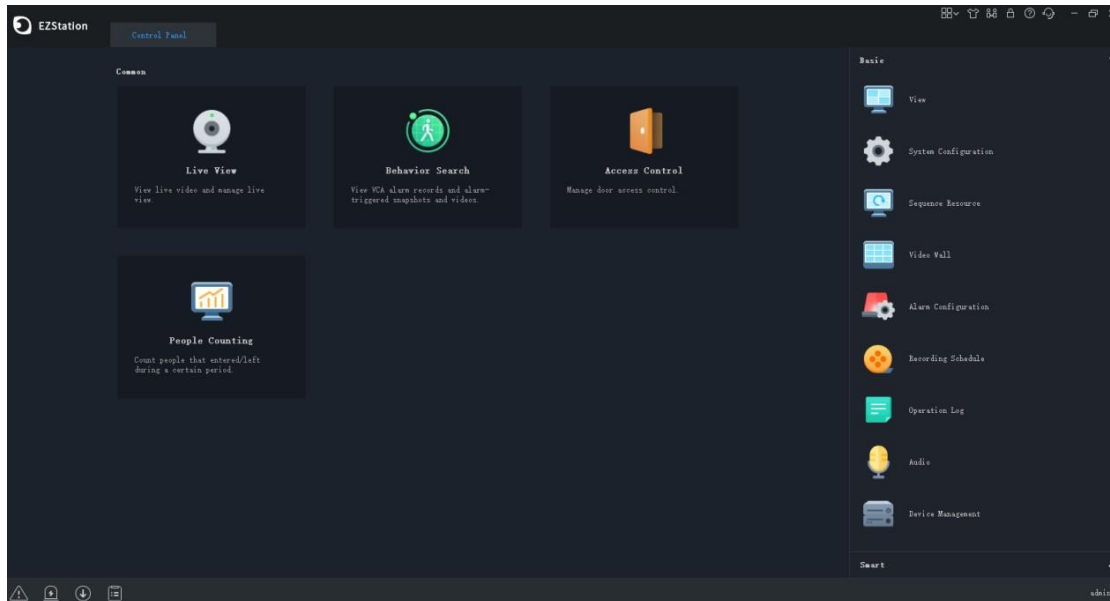 EZStation
Control Panel
Common
Live View
View live video and manage live
view.
Behavior Search
View VCA alarm records and alarm-
triggered snapshots and videos.
Access Control
Manage door access control.
People Counting
Count people that entered/left
during a certain period.
Basic
View
System Configuration
Sequence Resource
Video Wall
Alarm Configuration
Recording Schedule
Operation Log
Audio
Device Management
Smart
admin